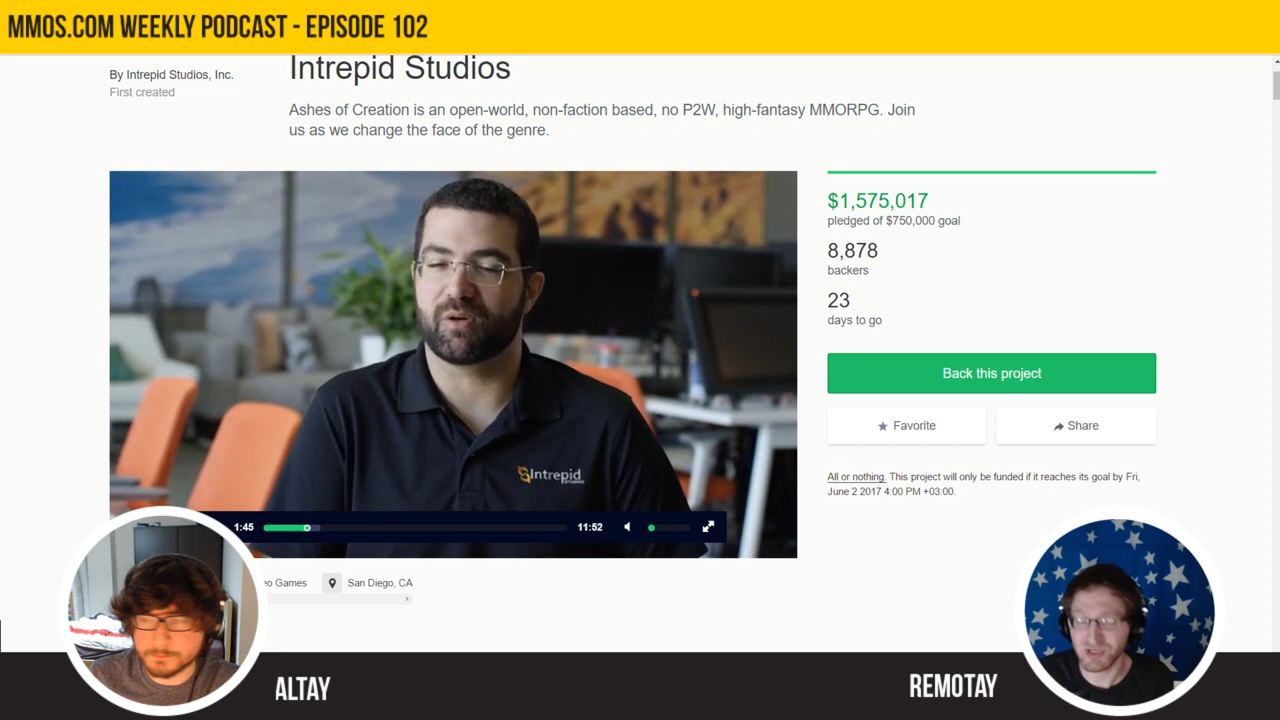 MMOS.COM WEEKLY PODCAST - EPISODE 102
By Intrepid Studios, Inc.
First created
Intrepid Studios
Ashes of Creation is an open-world, non-faction based, no P2W, high-fantasy MMORPG. Join
us as we change the face of the genre.
$1,575,017
pledged of $750,000 goal
8,878
backers
23
days to go
Back this project
Favorite
Share
All or nothing. This project will only be funded if it reaches its goal by Fri,
June 2 2017 4:00 PM +03:00.
Intrepid
STUDIOS
1:45
11:52
eo Games
San Diego, CA
ALTAY
REMOTAY